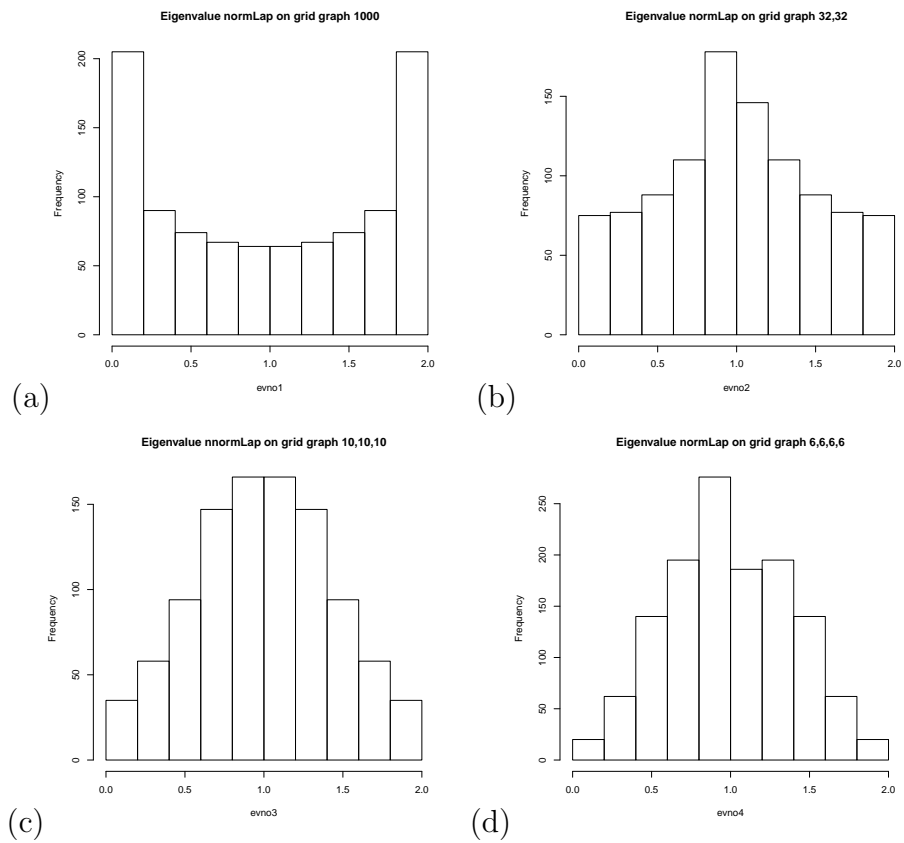 Eigenvalue normLap on grid graph 1000
Frequency
0 50 100 150 200
0.0 0.5 1.0 1.5 2.0
evno1
(a)
Eigenvalue normLap on grid graph 32,32
Frequency
0 50 100 150
0.0 0.5 1.0 1.5 2.0
evno2
(b)
Eigenvalue nnormLap on grid graph 10,10,10
Frequency
0 50 100 150
0.0 0.5 1.0 1.5 2.0
evno3
(c)
Eigenvalue normLap on grid graph 6,6,6,6
Frequency
0 50 100 150 200 250
0.0 0.5 1.0 1.5 2.0
evno4
(d)